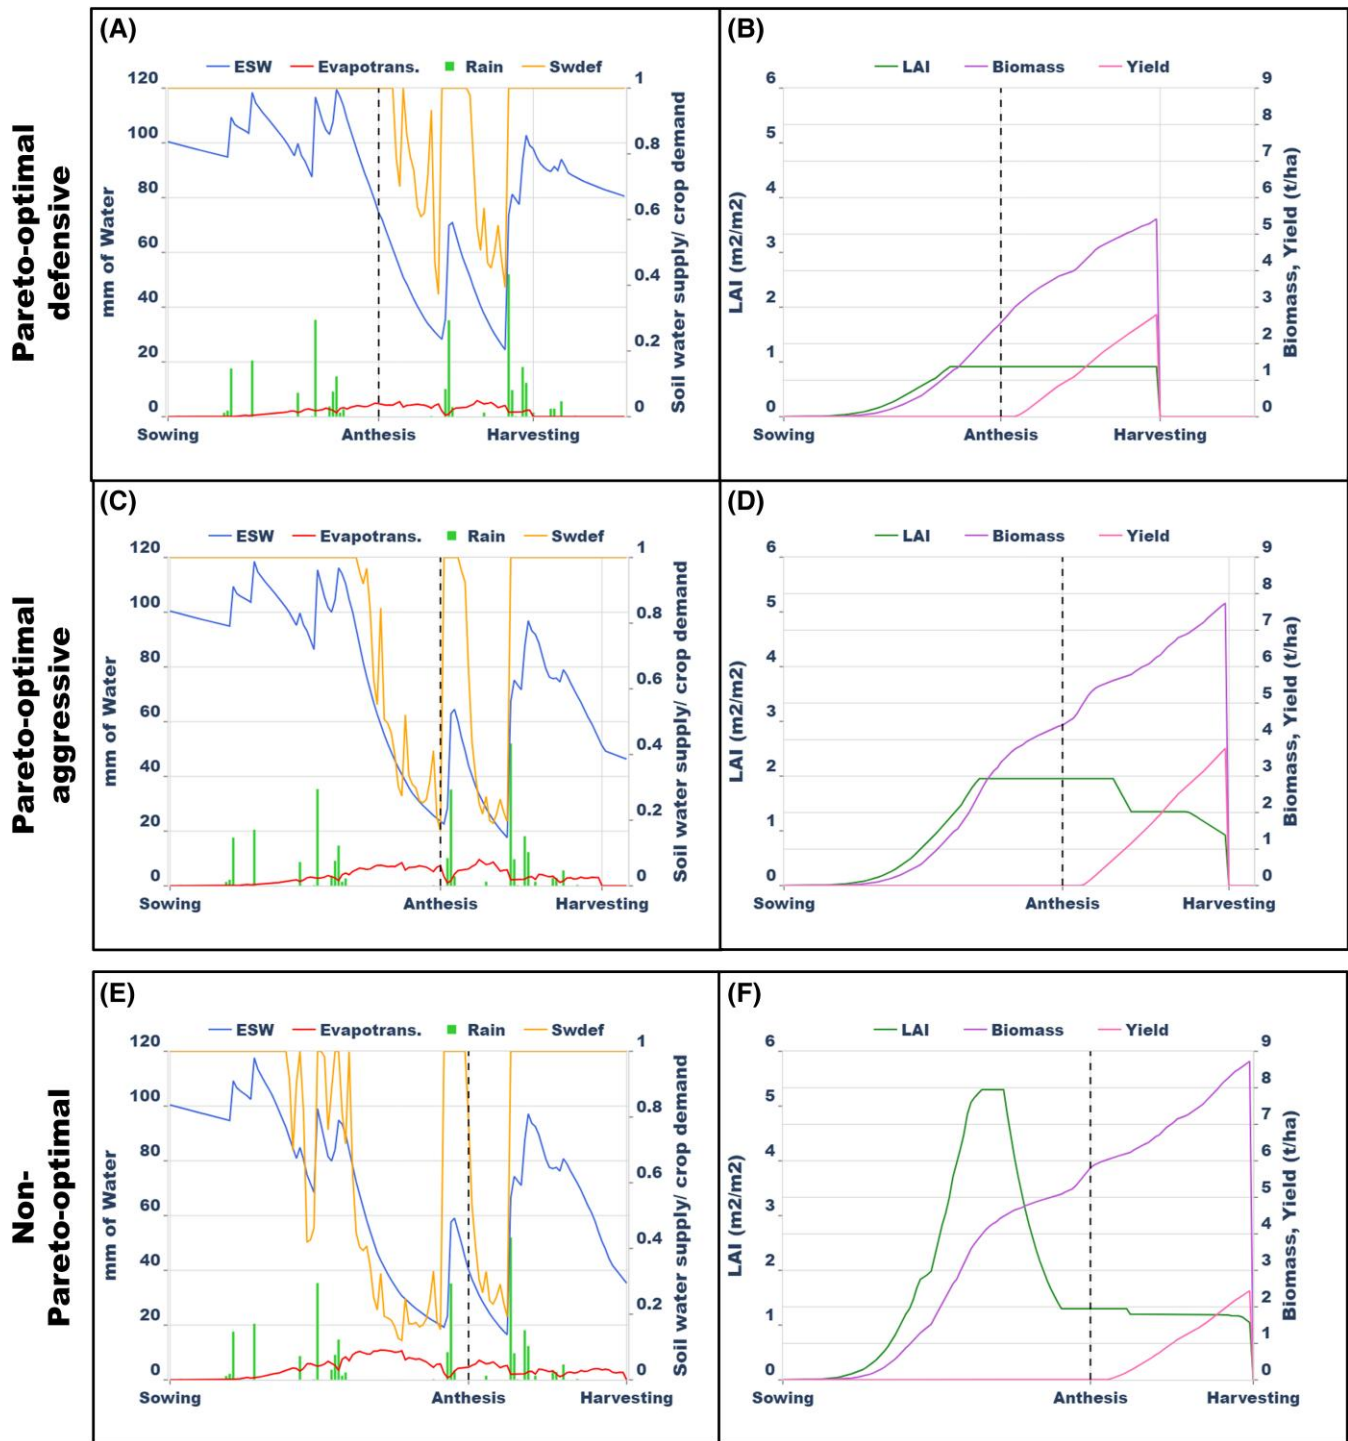 Pareto-optimal
defensive
(A)
ESW Evapotrans. Rain Swdef
120
100
80
60
40
20
0
mm of Water
1
0.8
0.6
0.4
0.2
0
Soil water supply/ crop demand
Sowing Anthesis Harvesting
(B)
LAI Biomass Yield
6
5
4
3
2
1
0
LAI (m2/m2)
9
8
7
6
5
4
3
2
1
0
Biomass, Yield (t/ha)
Sowing Anthesis Harvesting
Pareto-optimal
aggressive
(C)
ESW Evapotrans. Rain Swdef
120
100
80
60
40
20
0
mm of Water
1
0.8
0.6
0.4
0.2
0
Soil water supply/ crop demand
Sowing Anthesis Harvesting
(D)
LAI Biomass Yield
6
5
4
3
2
1
0
LAI (m2/m2)
9
8
7
6
5
4
3
2
1
0
Biomass, Yield (t/ha)
Sowing Anthesis Harvesting
Non-
Pareto-optimal
(E)
ESW Evapotrans. Rain Swdef
120
100
80
60
40
20
0
mm of Water
1
0.8
0.6
0.4
0.2
0
Soil water supply/ crop demand
Sowing Anthesis Harvesting
(F)
LAI Biomass Yield
6
5
4
3
2
1
0
LAI (m2/m2)
9
8
7
6
5
4
3
2
1
0
Biomass, Yield (t/ha)
Sowing Anthesis Harvesting